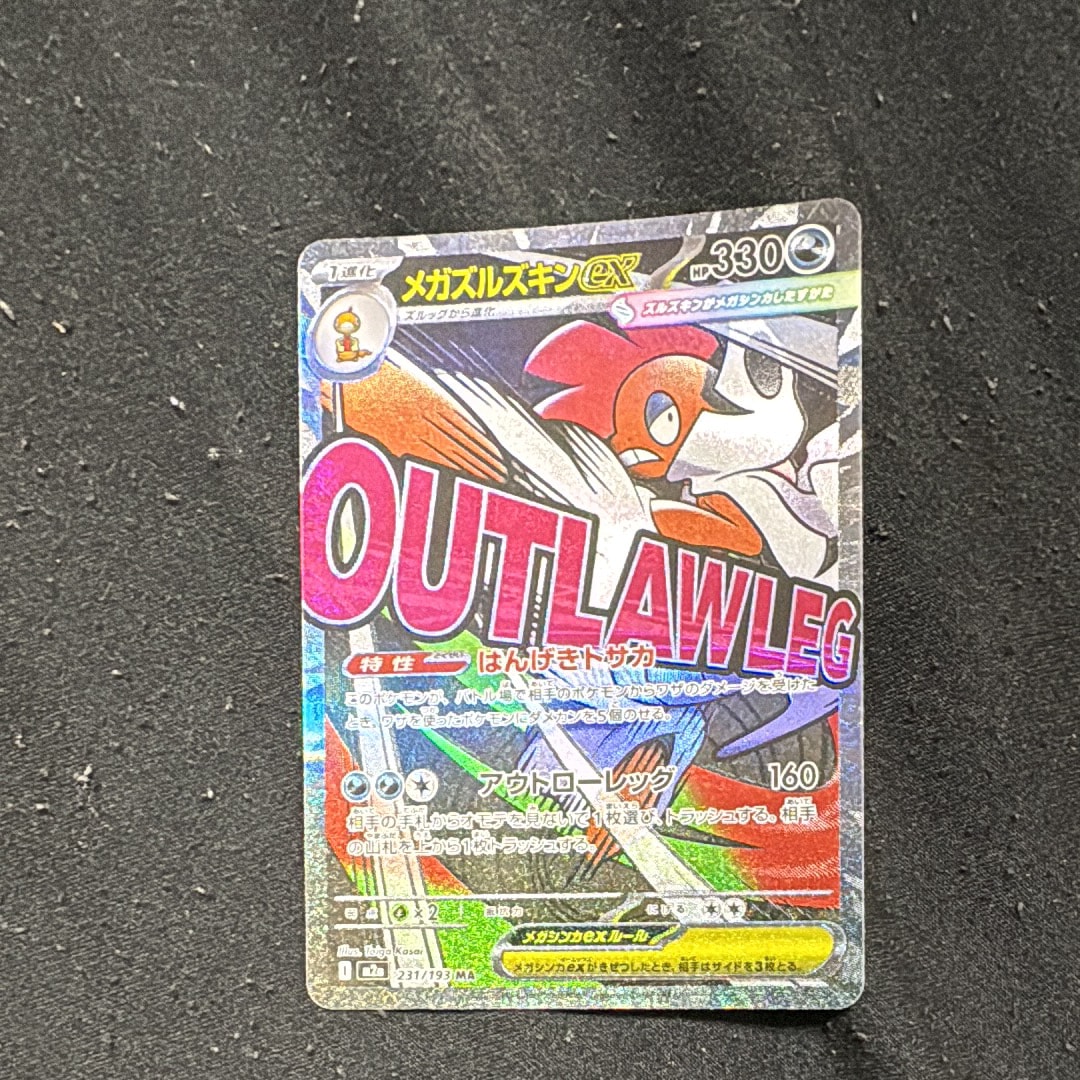 1進化
メガズルズキンex
HP330
ズルッグから進化
ズルズキンがメガシンカしたすがた
OUTLAWLEG
特性 はんげきトサカ
このポケモンが、バトル場で相手のポケモンからワザのダメージを受けた
とき、ワザを使ったポケモンにダメカンを5個のせる。
アウトローレッグ 160
相手の手札からオモテを見ないで1枚選び、トラッシュする。相手
の山札を上から1枚トラッシュする。
弱点 ×2 抵抗力 にげる
メガシンカexルール
メガシンカexがきぜつしたとき、相手はサイドを3枚とる。
Illus. Taiga Kasai
I m2a 231/193 MA